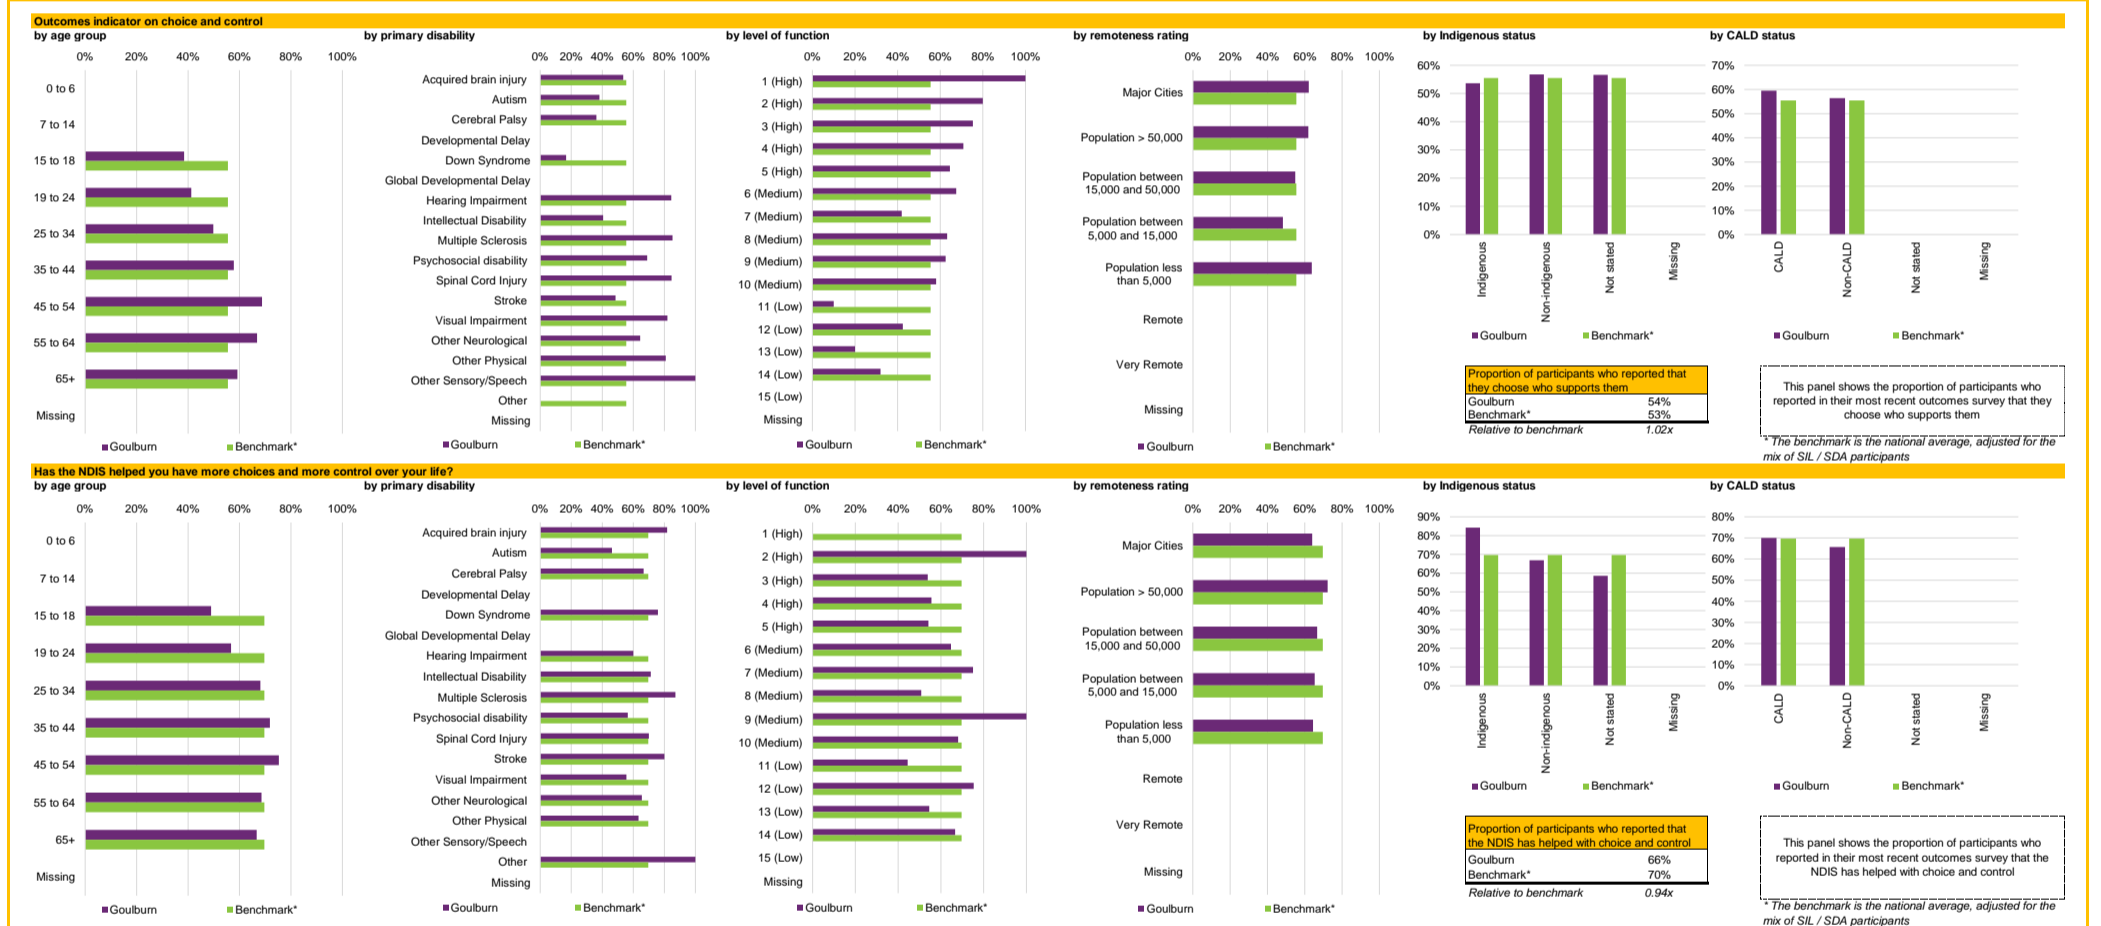 Outcomes indicator on choice and control
by age group
0% 20% 40% 60% 80% 100%
0 to 6
7 to 14
15 to 18
19 to 24
25 to 34
35 to 44
45 to 54
55 to 64
65+
Missing
Goulburn Benchmark*
by primary disability
0% 20% 40% 60% 80% 100%
Acquired brain injury
Autism
Cerebral Palsy
Developmental Delay
Down Syndrome
Global Developmental Delay
Hearing Impairment
Intellectual Disability
Multiple Sclerosis
Psychosocial disability
Spinal Cord Injury
Stroke
Visual Impairment
Other Neurological
Other Physical
Other Sensory/Speech
Other
Missing
Goulburn Benchmark*
by level of function
0% 20% 40% 60% 80% 100%
1 (High)
2 (High)
3 (High)
4 (High)
5 (High)
6 (Medium)
7 (Medium)
8 (Medium)
9 (Medium)
10 (Medium)
11 (Low)
12 (Low)
13 (Low)
14 (Low)
15 (Low)
Missing
Goulburn Benchmark*
by remoteness rating
0% 20% 40% 60% 80% 100%
Major Cities
Population > 50,000
Population between
15,000 and 50,000
Population between
5,000 and 15,000
Population less
than 5,000
Remote
Very Remote
Missing
Goulburn Benchmark*
by Indigenous status
60%
50%
40%
30%
20%
10%
0%
Indigenous
Non-indigenous
Not stated
Missing
Goulburn Benchmark*
Proportion of participants who reported that
they choose who supports them
Goulburn 54%
Benchmark* 53%
Relative to benchmark 1.02x
by CALD status
70%
60%
50%
40%
30%
20%
10%
0%
CALD
Non-CALD
Not stated
Missing
Goulburn Benchmark*
This panel shows the proportion of participants who
reported in their most recent outcomes survey that they
choose who supports them
* The benchmark is the national average, adjusted for the
mix of SIL / SDA participants
Has the NDIS helped you have more choices and more control over your life?
by age group
0% 20% 40% 60% 80% 100%
0 to 6
7 to 14
15 to 18
19 to 24
25 to 34
35 to 44
45 to 54
55 to 64
65+
Missing
Goulburn Benchmark*
by primary disability
0% 20% 40% 60% 80% 100%
Acquired brain injury
Autism
Cerebral Palsy
Developmental Delay
Down Syndrome
Global Developmental Delay
Hearing Impairment
Intellectual Disability
Multiple Sclerosis
Psychosocial disability
Spinal Cord Injury
Stroke
Visual Impairment
Other Neurological
Other Physical
Other Sensory/Speech
Other
Missing
Goulburn Benchmark*
by level of function
0% 20% 40% 60% 80% 100%
1 (High)
2 (High)
3 (High)
4 (High)
5 (High)
6 (Medium)
7 (Medium)
8 (Medium)
9 (Medium)
10 (Medium)
11 (Low)
12 (Low)
13 (Low)
14 (Low)
15 (Low)
Missing
Goulburn Benchmark*
by remoteness rating
0% 20% 40% 60% 80% 100%
Major Cities
Population > 50,000
Population between
15,000 and 50,000
Population between
5,000 and 15,000
Population less
than 5,000
Remote
Very Remote
Missing
Goulburn Benchmark*
by Indigenous status
90%
80%
70%
60%
50%
40%
30%
20%
10%
0%
Indigenous
Non-indigenous
Not stated
Missing
Goulburn Benchmark*
Proportion of participants who reported that
the NDIS has helped with choice and control
Goulburn 66%
Benchmark* 70%
Relative to benchmark 0.94x
by CALD status
80%
70%
60%
50%
40%
30%
20%
10%
0%
CALD
Non-CALD
Not stated
Missing
Goulburn Benchmark*
This panel shows the proportion of participants who
reported in their most recent outcomes survey that the
NDIS has helped with choice and control
* The benchmark is the national average, adjusted for the
mix of SIL / SDA participants